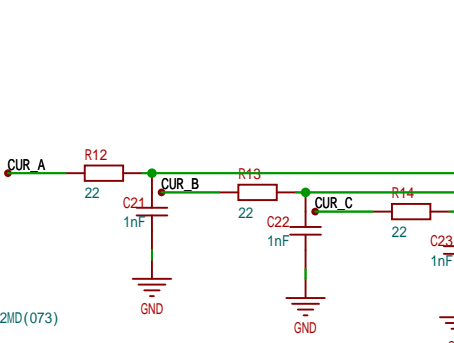 R12
CUR_A
22
R13
CUR_B
22
C21
1nF
R14
CUR_C
22
C22
1nF
C23
1nF
GND
GND
2MD(073)